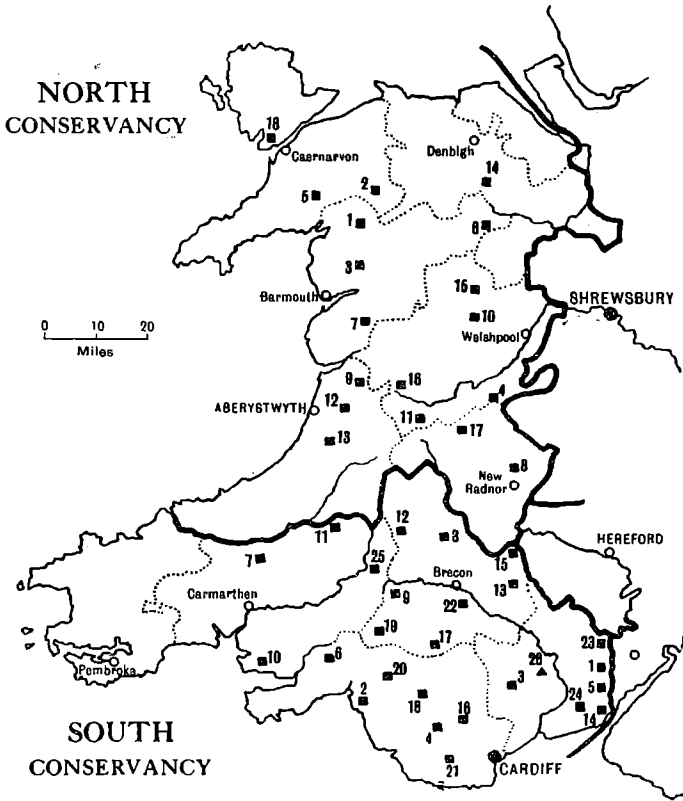 NORTH
CONSERVANCY
18
Caernarvon
Denbigh
14
5
2
1
6
3
Barmouth
15
SHREWSBURY
0 10 20
Miles
7
10
Welshpool
9
16
4
ABERYSTWYTH
12
11
17
13
8
New
Radnor
12
3
11
HEREFORD
7
25
15
Brecon
13
Carmarthen
9
22
19
17
23
10
6
26
Pembroke
20
1
3
5
2
18
16
24
14
4
SOUTH
CONSERVANCY
21
CARDIFF